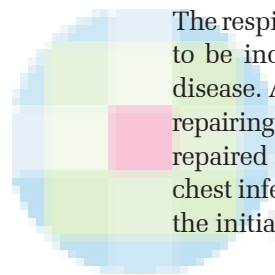 The respi
to be inc
disease. A
repairing
repaired
chest infe
the initia